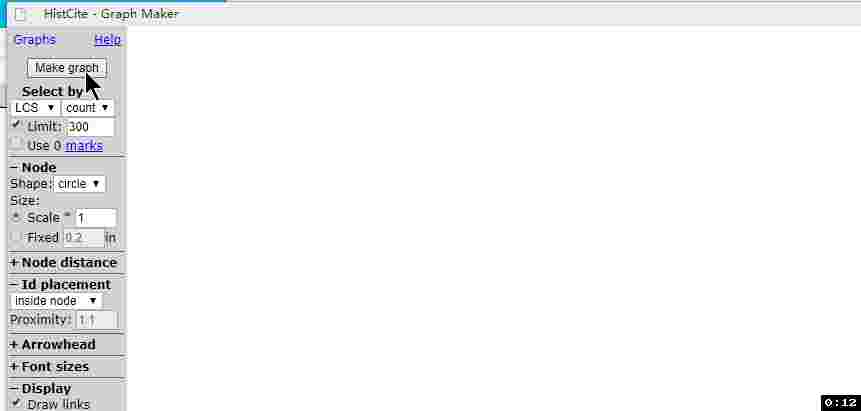 HistCite - Graph Maker
Graphs Help
Make graph
Select by
LCS count
Limit: 300
Use 0 marks
Node
Shape: circle
Size:
Scale * 1
Fixed 0.2 in
+ Node distance
Id placement
inside node
Proximity: 1.1
+ Arrowhead
+ Font sizes
Display
Draw links
0:12